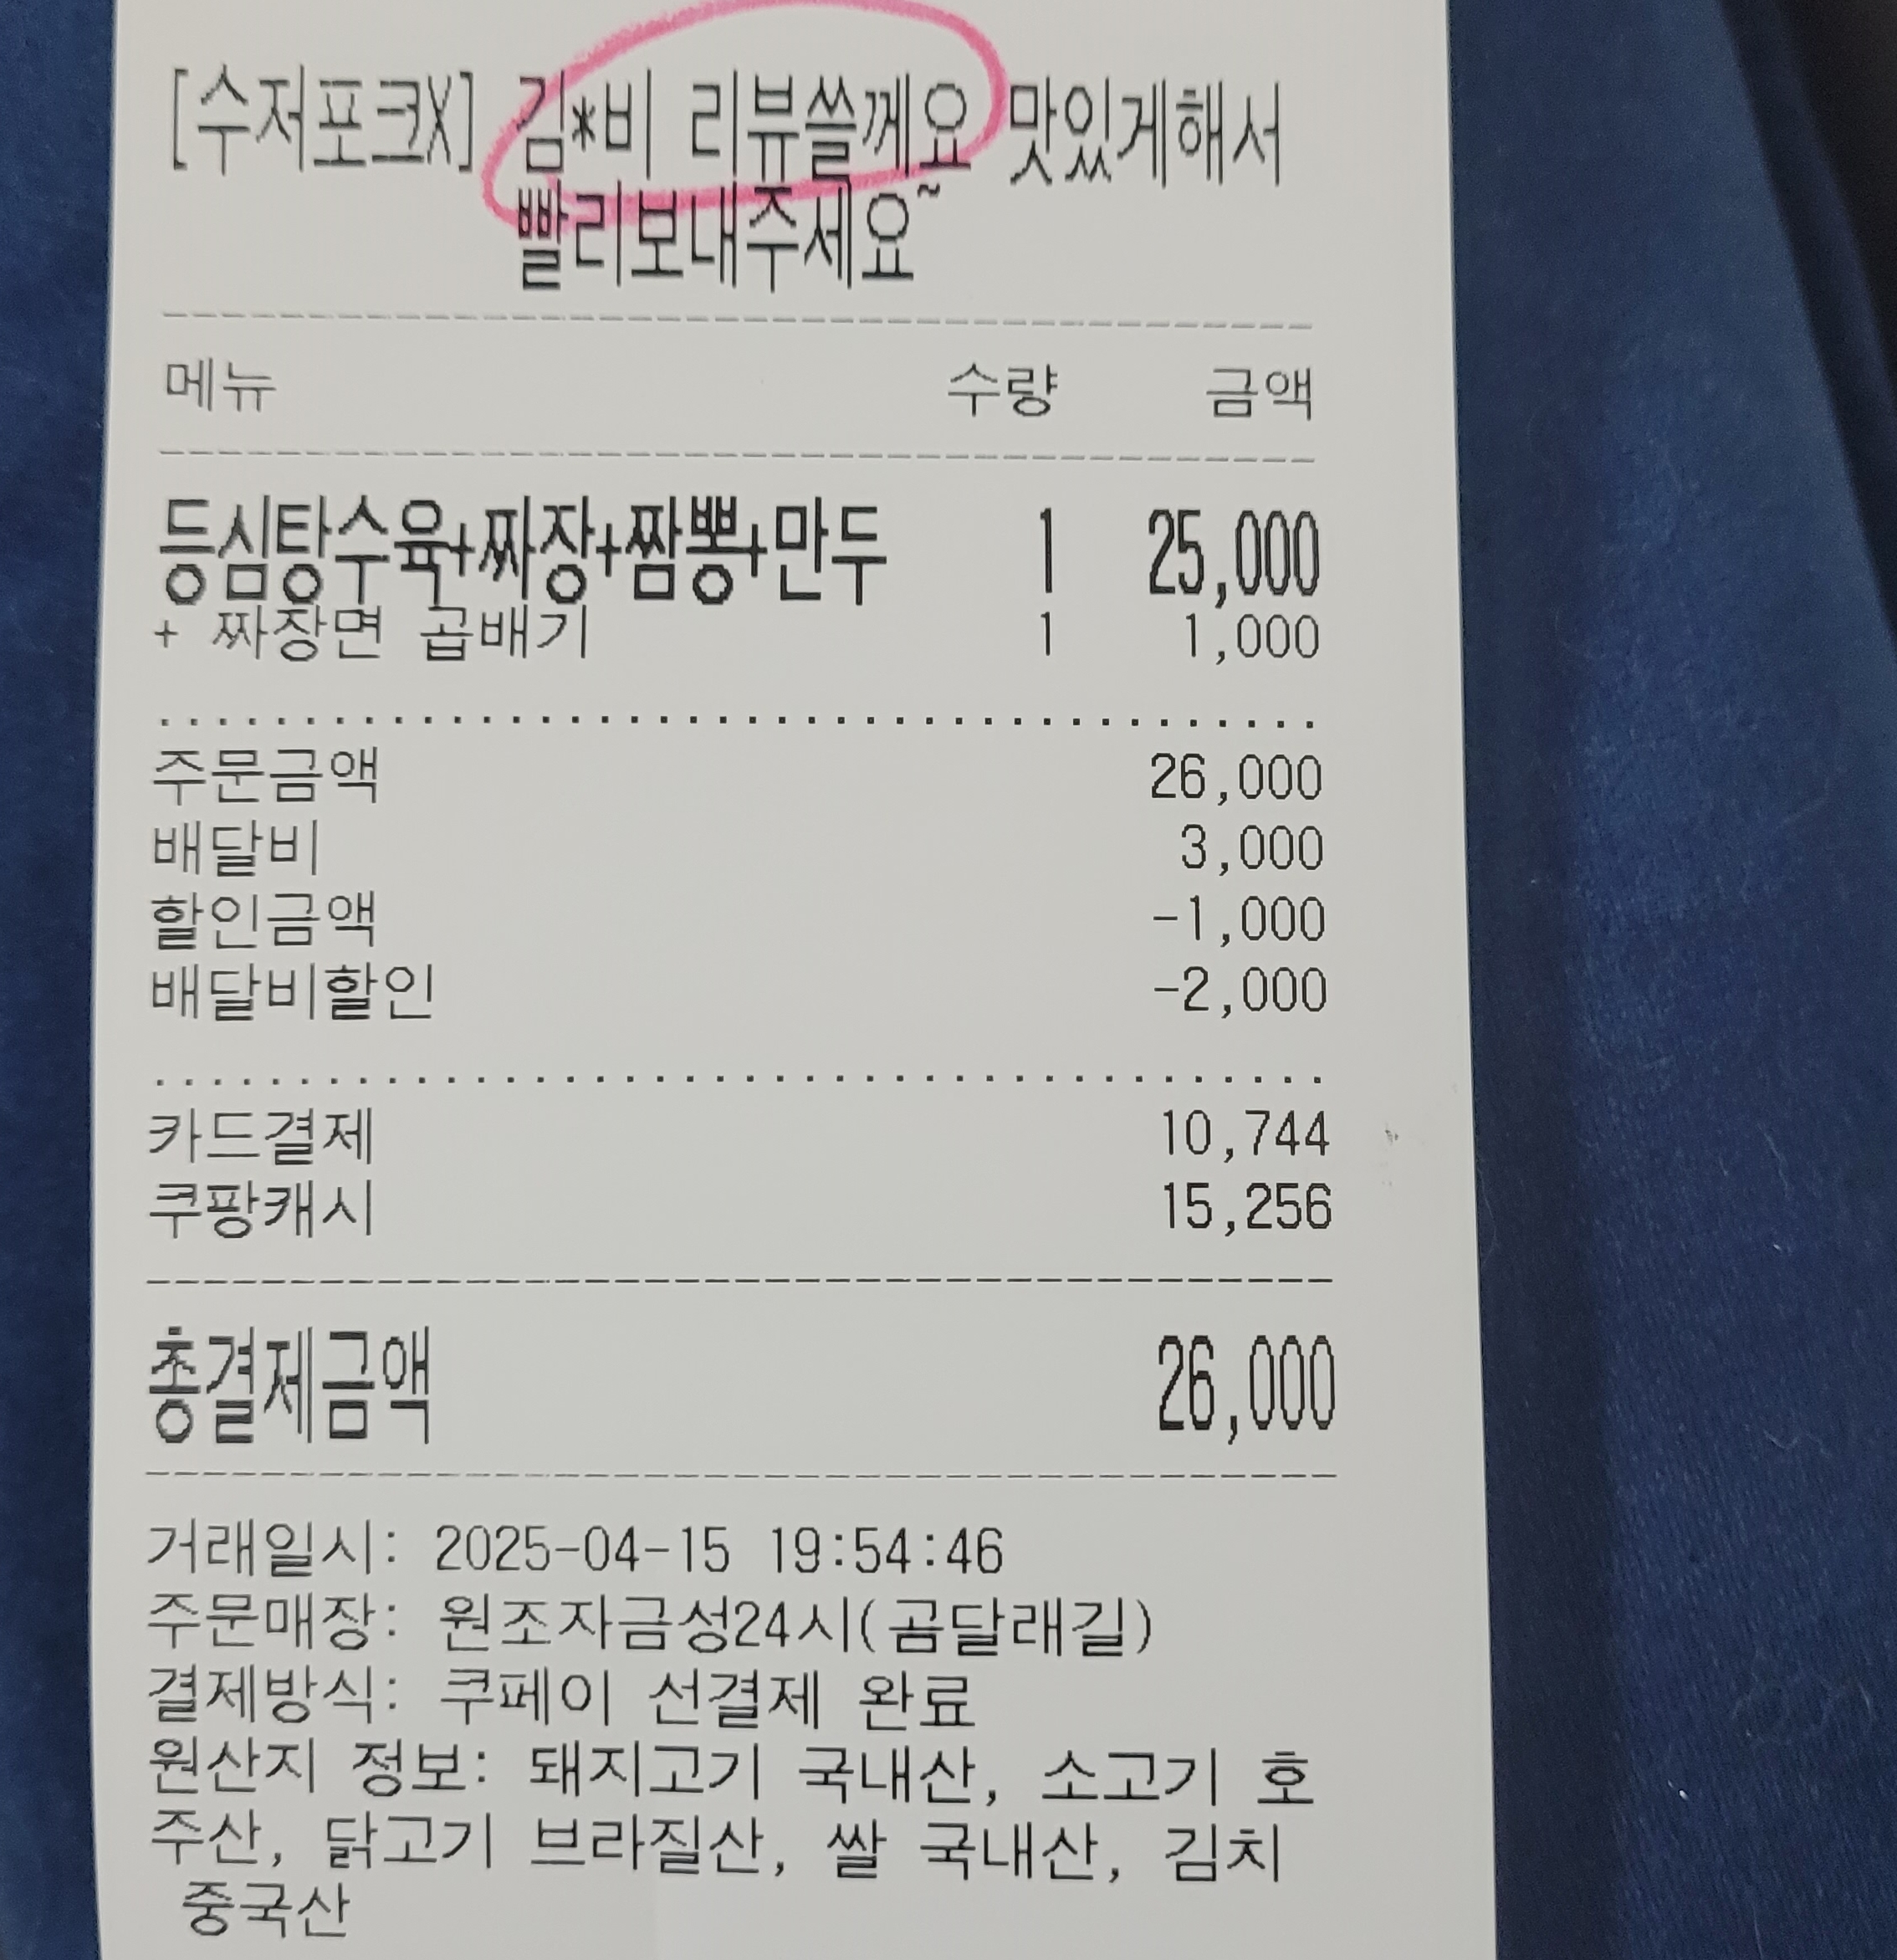 [수저포크X] 김*비 리뷰쓸께요 맛있게해서
빨리보내주세요~
메뉴 수량 금액
등심탕수육+짜장+짬뽕+만두 1 25,000
+ 짜장면 곱배기 1 1,000
주문금액 26,000
배달비 3,000
할인금액 -1,000
배달비할인 -2,000
카드결제 10,744
쿠팡캐시 15,256
총결제금액 26,000
거래일시: 2025-04-15 19:54:46
주문매장: 원조자금성24시(곰달래길)
결제방식: 쿠페이 선결제 완료
원산지 정보: 돼지고기 국내산, 소고기 호
주산, 닭고기 브라질산, 쌀 국내산, 김치
중국산